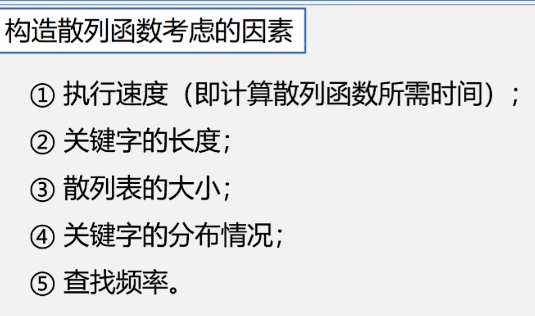 构造散列函数考虑的因素
① 执行速度（即计算散列函数所需时间）;
② 关键字的长度;
③ 散列表的大小;
④ 关键字的分布情况;
⑤ 查找频率。